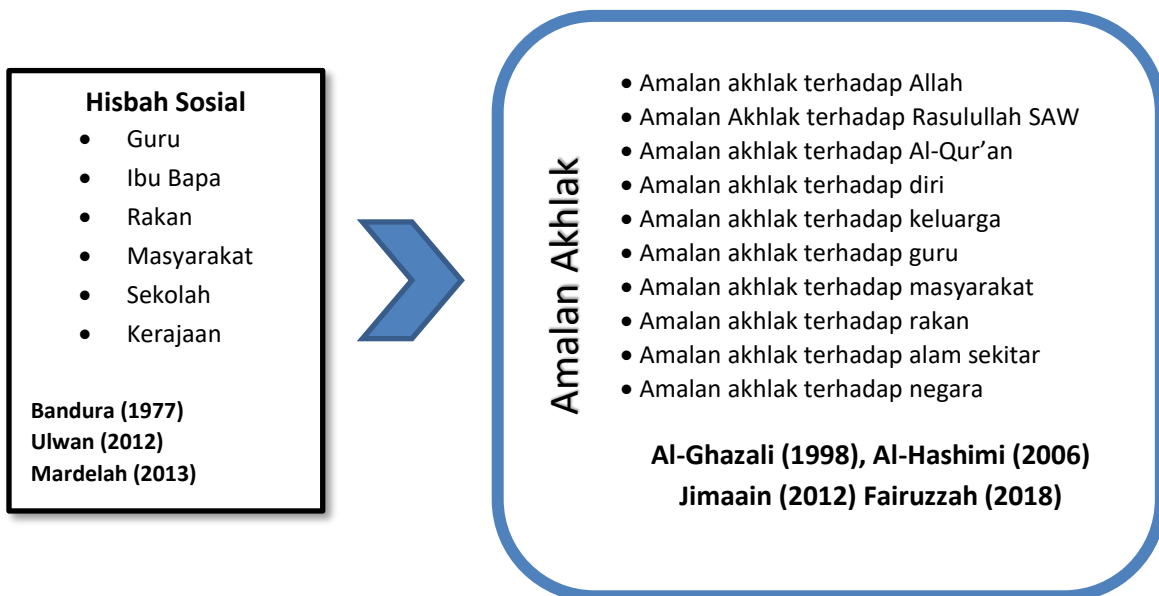 Hisbah Sosial
• Guru
• Ibu Bapa
• Rakan
• Masyarakat
• Sekolah
• Kerajaan
Bandura (1977)
Ulwan (2012)
Mardelah (2013)
Amalan Akhlak
• Amalan akhlak terhadap Allah
• Amalan Akhlak terhadap Rasulullah SAW
• Amalan akhlak terhadap Al-Qur’an
• Amalan akhlak terhadap diri
• Amalan akhlak terhadap keluarga
• Amalan akhlak terhadap guru
• Amalan akhlak terhadap masyarakat
• Amalan akhlak terhadap rakan
• Amalan akhlak terhadap alam sekitar
• Amalan akhlak terhadap negara
Al-Ghazali (1998), Al-Hashimi (2006)
Jimaain (2012) Fairuzzah (2018)